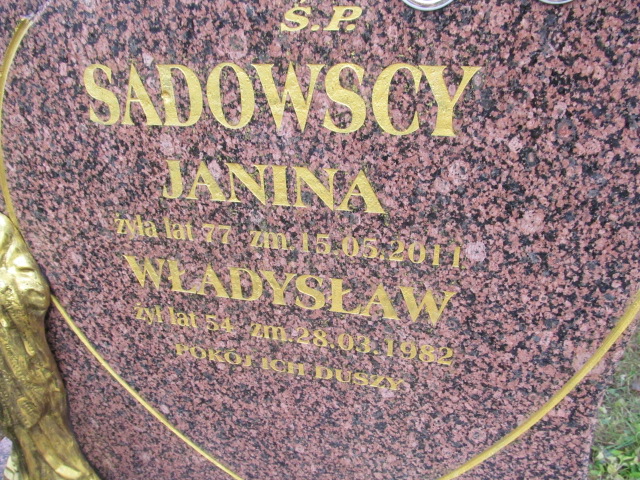 Ś.P.
SADOWSCY
JANINA
żyła lat 77 zm. 15.05.2011
WŁADYSŁAW
żył lat 54 zm. 28.03.1982
POKÓJ ICH DUSZY